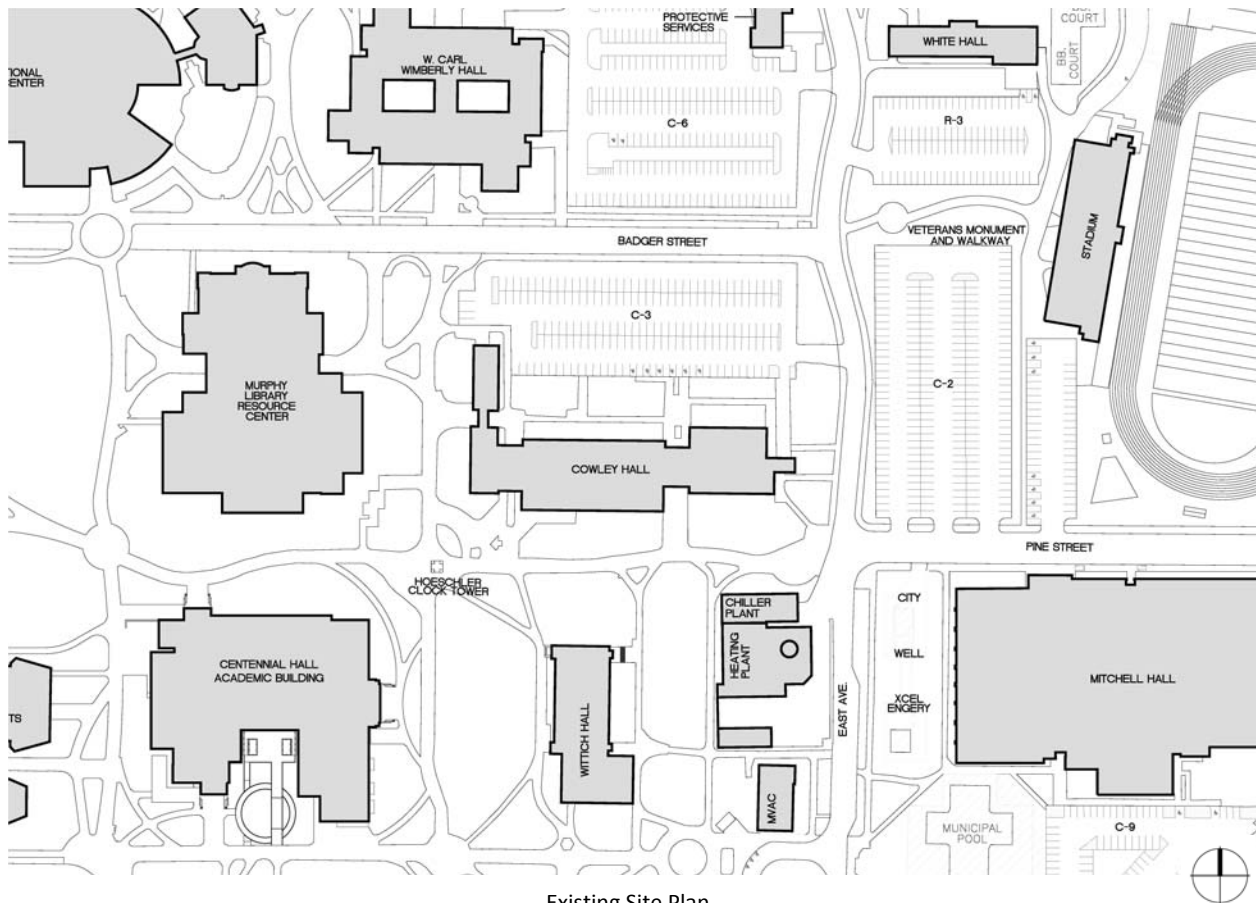 PROTECTIVE
SERVICES
BB.
COURT
WHITE HALL
BB.
COURT
W. CARL
WIMBERLY HALL
TIONAL
CENTER
C-6
R-3
VETERANS MONUMENT
AND WALKWAY
STADIUM
BADGER STREET
C-3
MURPHY
LIBRARY
RESOURCE
CENTER
C-2
COWLEY HALL
PINE STREET
HOESCHLER
CLOCK TOWER
CHILLER
PLANT
HEATING
PLANT
CITY
WELL
XCEL
ENGERY
CENTENNIAL HALL
ACADEMIC BUILDING
MITCHELL HALL
TS
WITTICH HALL
EAST AVE.
MVAC
MUNICIPAL
POOL
C-9
Existing Site Plan